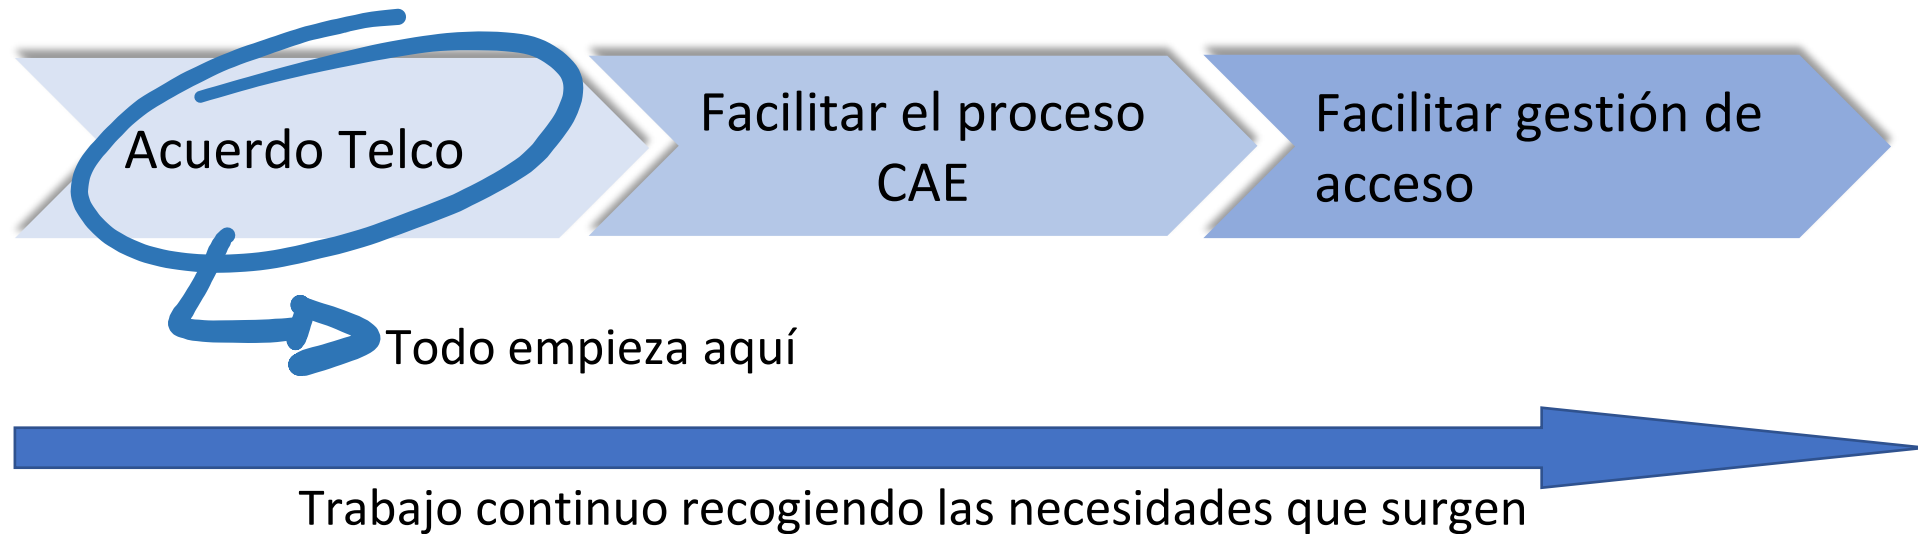 Acuerdo Telco
Facilitar el proceso
CAE
Facilitar gestión de
acceso
Todo empieza aquí
Trabajo continuo recogiendo las necesidades que surgen